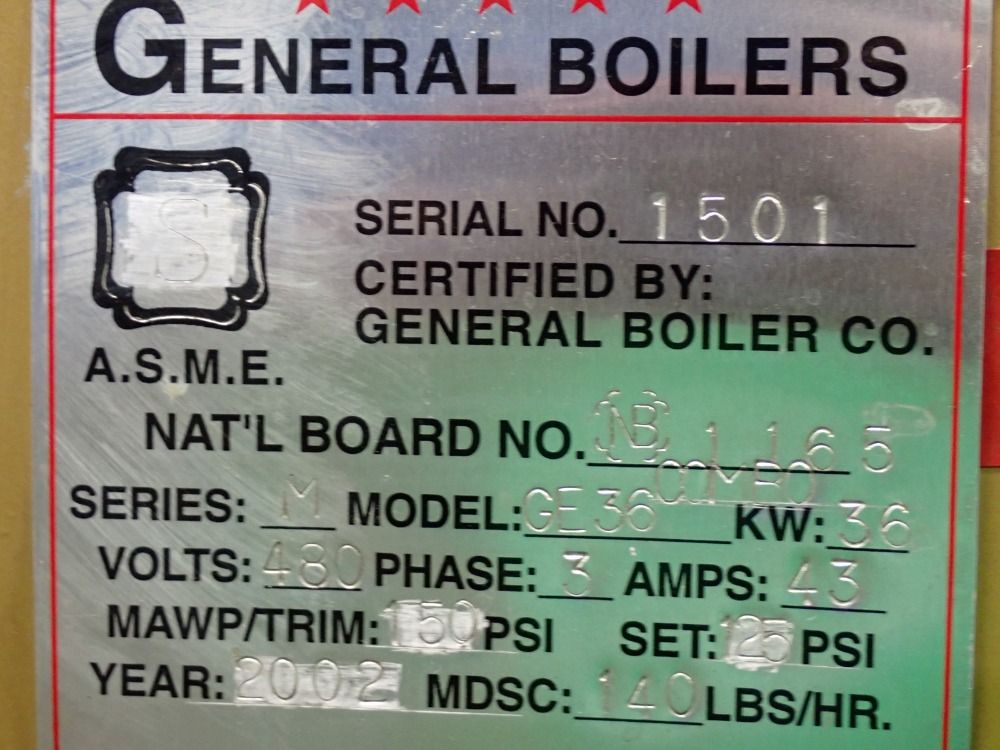 GENERAL BOILERS
S
SERIAL NO. 1501
CERTIFIED BY:
GENERAL BOILER CO.
A.S.M.E.
NAT'L BOARD NO. NB 1165
SERIES: M MODEL: GE36 COMBO KW: 36
VOLTS: 480 PHASE: 3 AMPS: 43
MAWP/TRIM: 150 PSI SET: 125 PSI
YEAR: 2002 MDSC: 140 LBS/HR.